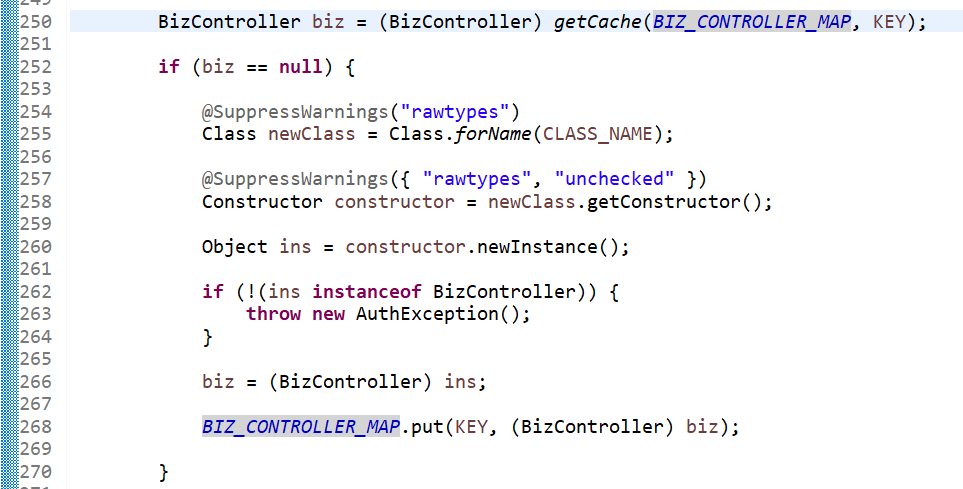 250 BizController biz = (BizController) getCache(BIZ_CONTROLLER_MAP, KEY);
251
252 if (biz == null) {
253
254 @SuppressWarnings("rawtypes")
255 Class newClass = Class.forName(CLASS_NAME);
256
257 @SuppressWarnings({ "rawtypes", "unchecked" })
258 Constructor constructor = newClass.getConstructor();
259
260 Object ins = constructor.newInstance();
261
262 if (!(ins instanceof BizController)) {
263 throw new AuthException();
264 }
265
266 biz = (BizController) ins;
267
268 BIZ_CONTROLLER_MAP.put(KEY, (BizController) biz);
269
270 }